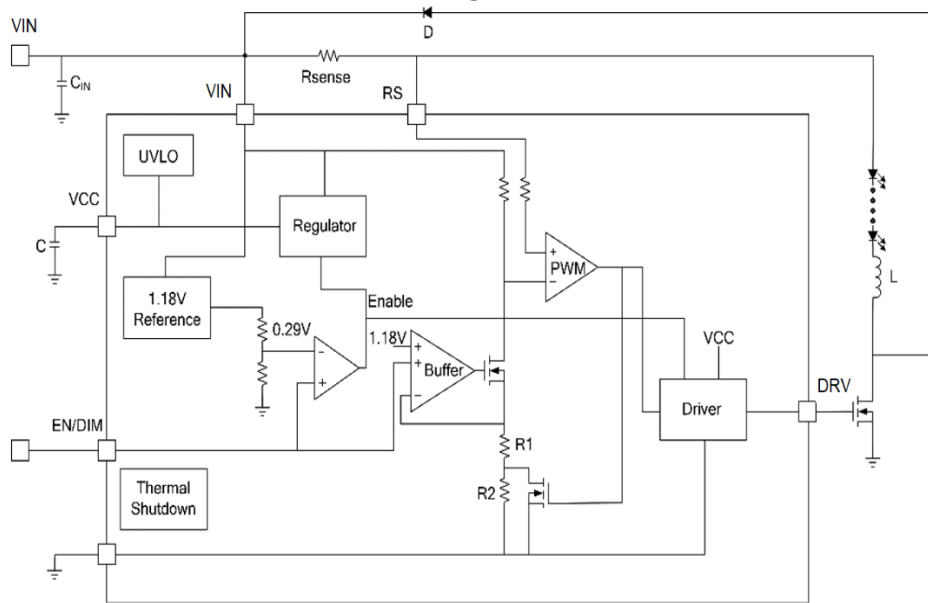 D
VIN
Rsense
C_IN
VIN
RS
UVLO
VCC
Regulator
C
PWM
L
1.18V
Reference
Enable
0.29V
1.18V
VCC
Buffer
DRV
Driver
EN/DIM
R1
Thermal
Shutdown
R2